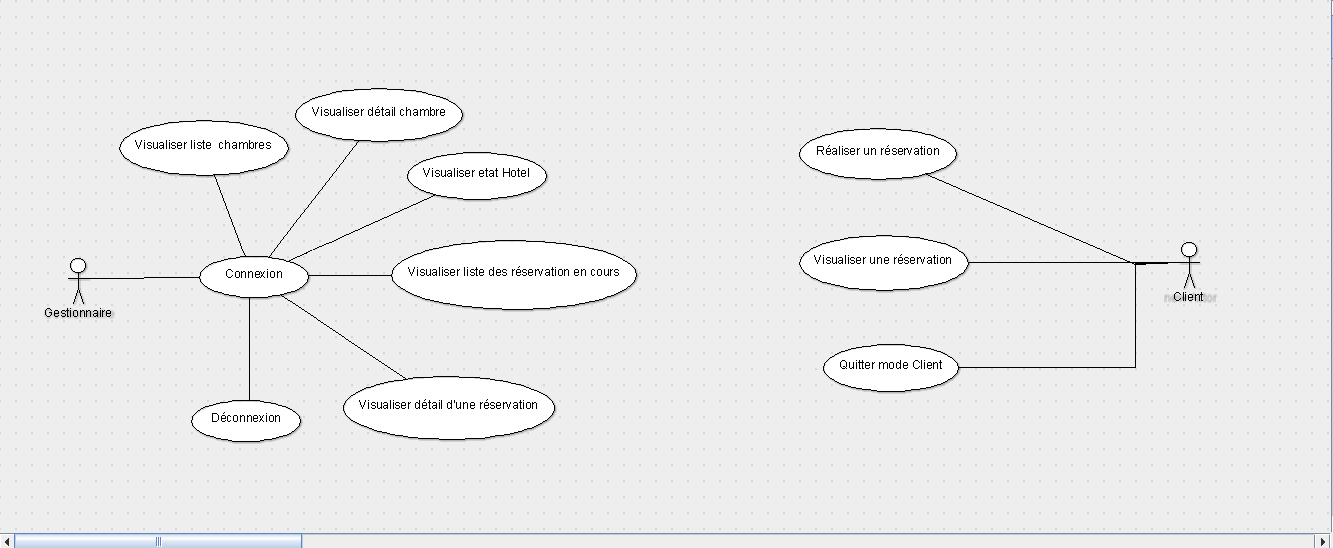 Visualiser détail chambre
Visualiser liste chambres
Visualiser etat Hotel
Connexion
Visualiser liste des réservation en cours
Gestionnaire
Visualiser détail d'une réservation
Déconnexion
Réaliser un réservation
Visualiser une réservation
Client
Quitter mode Client